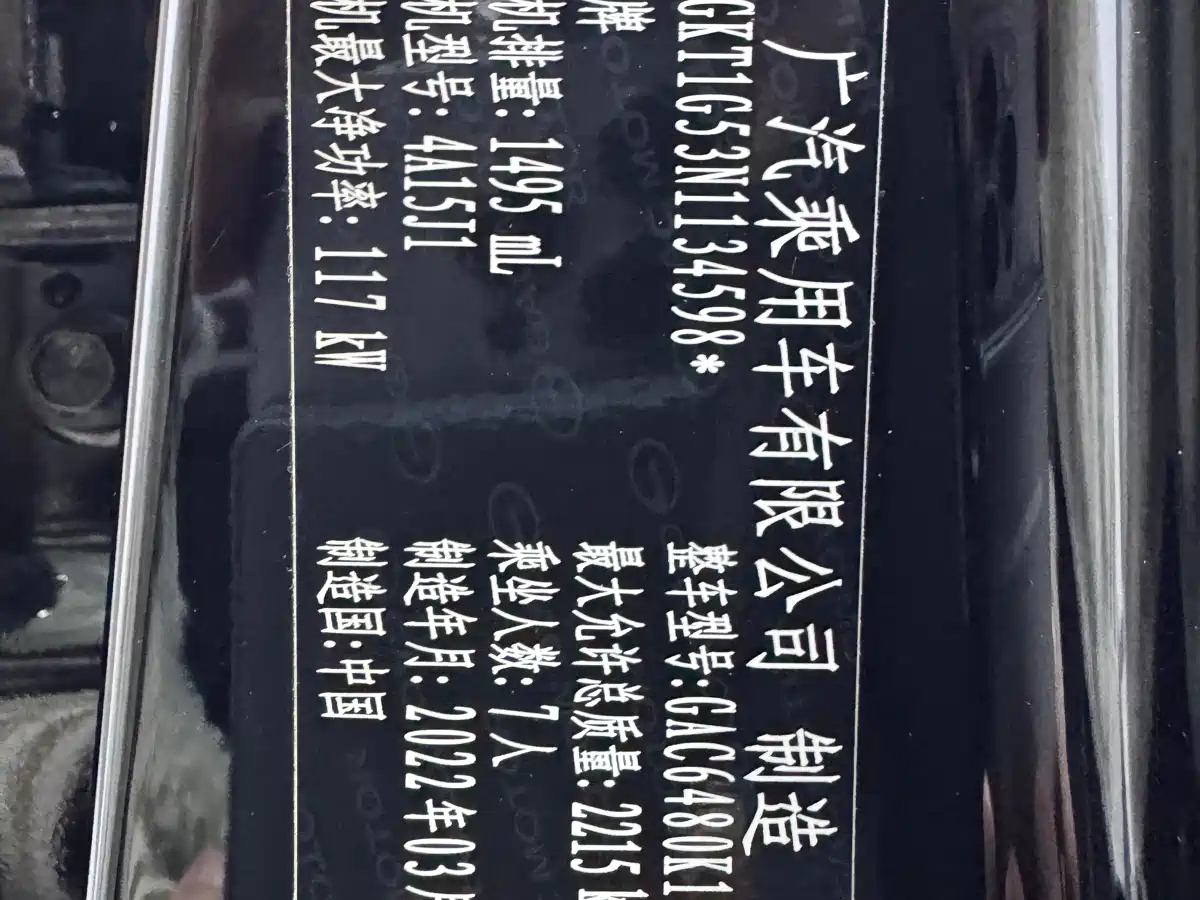 广汽乘用车有限公司 制造
GKT1G53N1134598* 整车型号:GAC6480K1
牌 最大允许总质量: 2215 k
机排量: 1495 mL 乘坐人数: 7人
机型号: 4A15J1 制造年月: 2022年03月
机最大净功率: 117 kW 制造国:中国